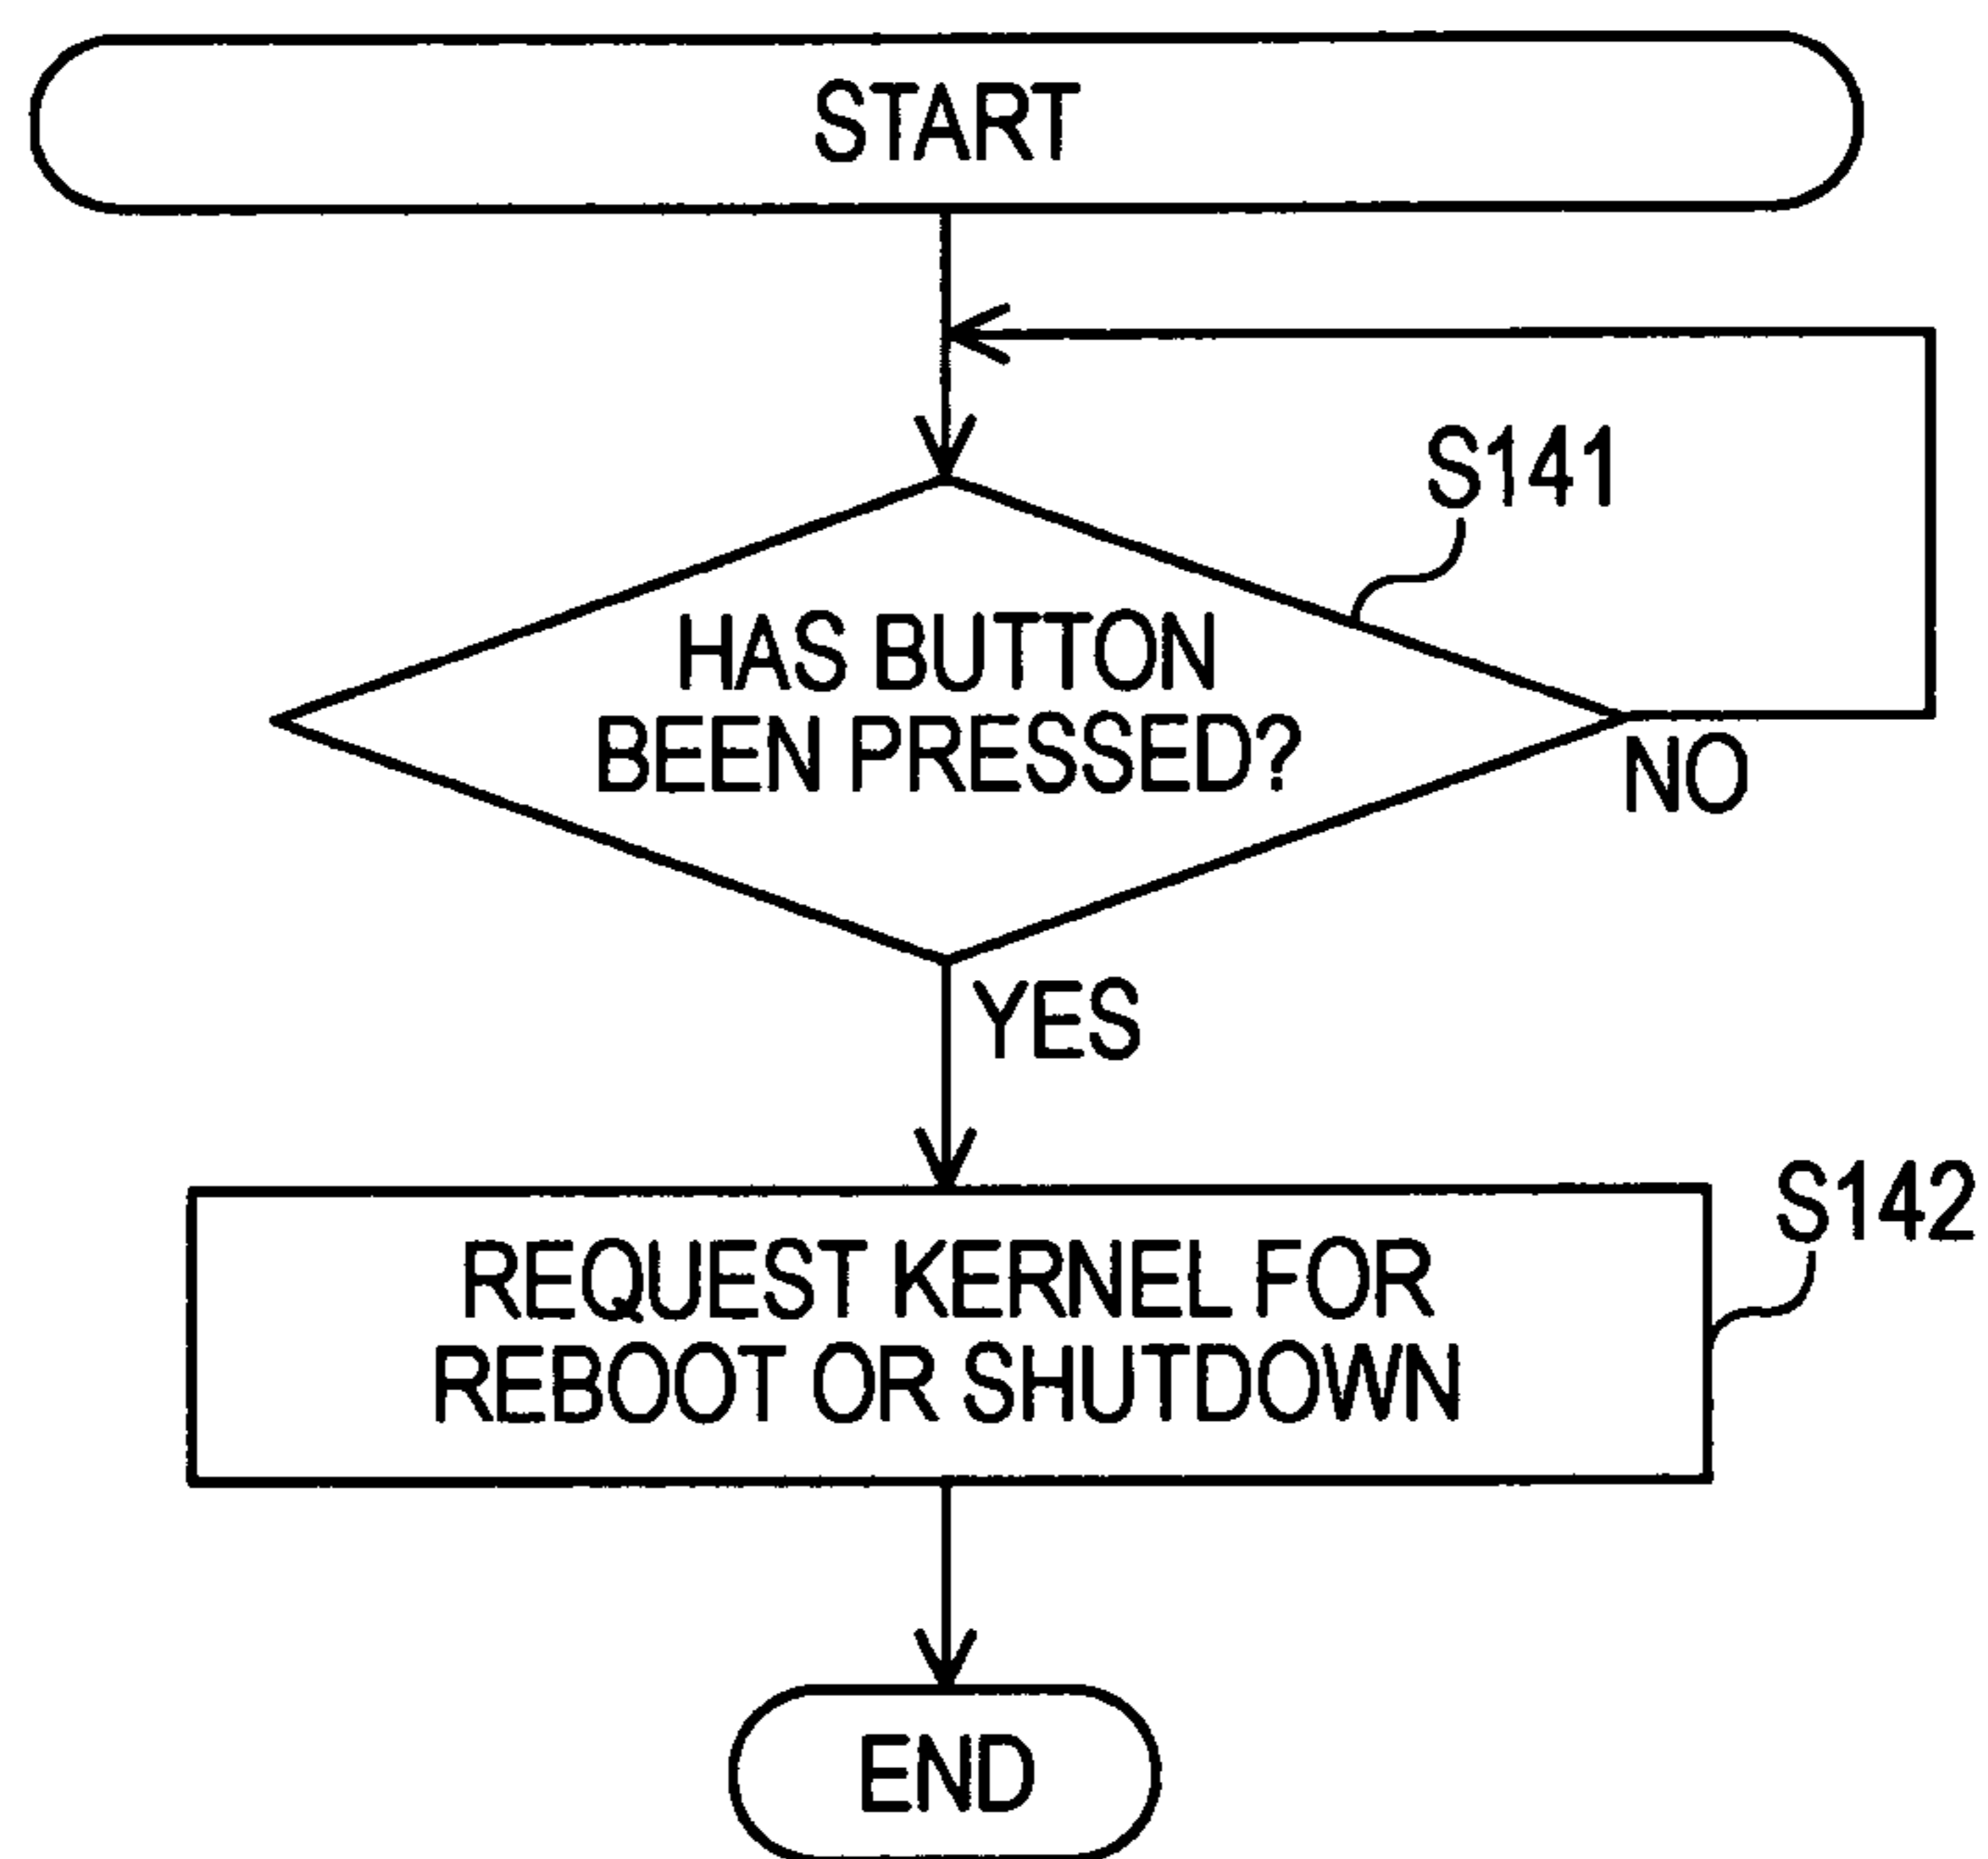 START
S141
HAS BUTTON
BEEN PRESSED?
NO
YES
S142
REQUEST KERNEL FOR
REBOOT OR SHUTDOWN
END